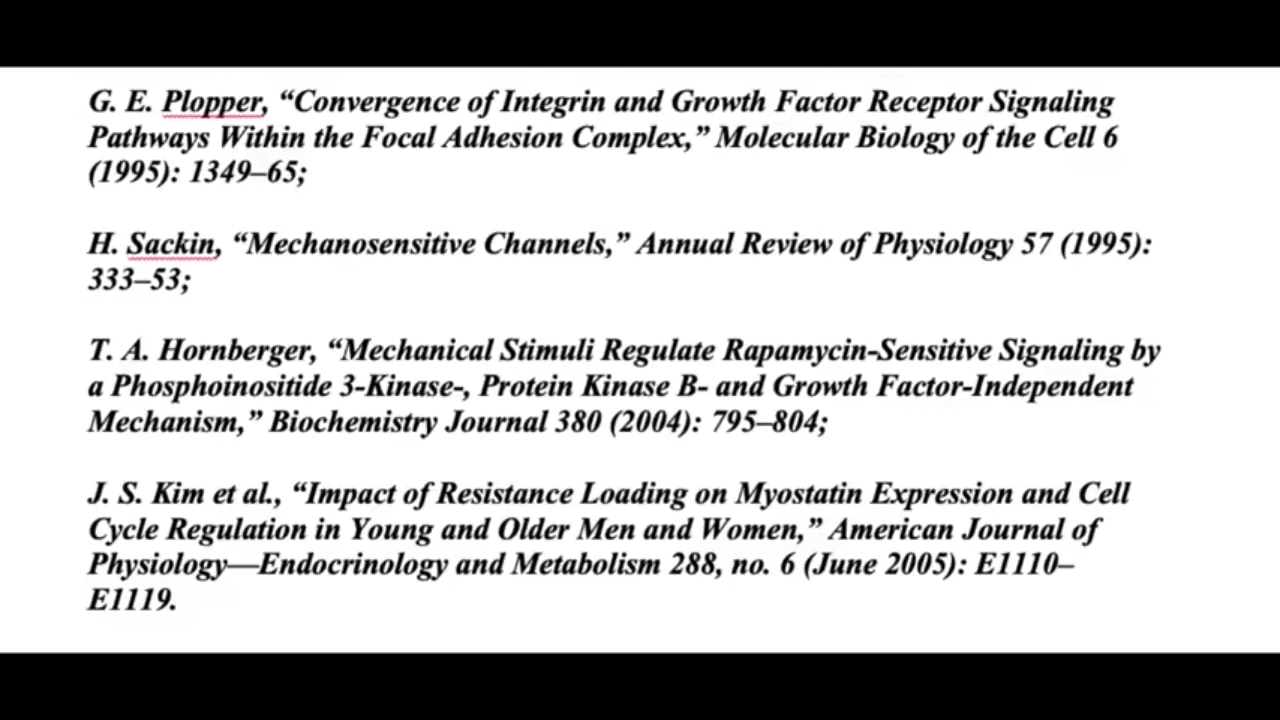 G. E. Plopper, “Convergence of Integrin and Growth Factor Receptor Signaling
Pathways Within the Focal Adhesion Complex,” Molecular Biology of the Cell 6
(1995): 1349–65;
H. Sackin, “Mechanosensitive Channels,” Annual Review of Physiology 57 (1995):
333–53;
T. A. Hornberger, “Mechanical Stimuli Regulate Rapamycin-Sensitive Signaling by
a Phosphoinositide 3-Kinase-, Protein Kinase B- and Growth Factor-Independent
Mechanism,” Biochemistry Journal 380 (2004): 795–804;
J. S. Kim et al., “Impact of Resistance Loading on Myostatin Expression and Cell
Cycle Regulation in Young and Older Men and Women,” American Journal of
Physiology—Endocrinology and Metabolism 288, no. 6 (June 2005): E1110–
E1119.